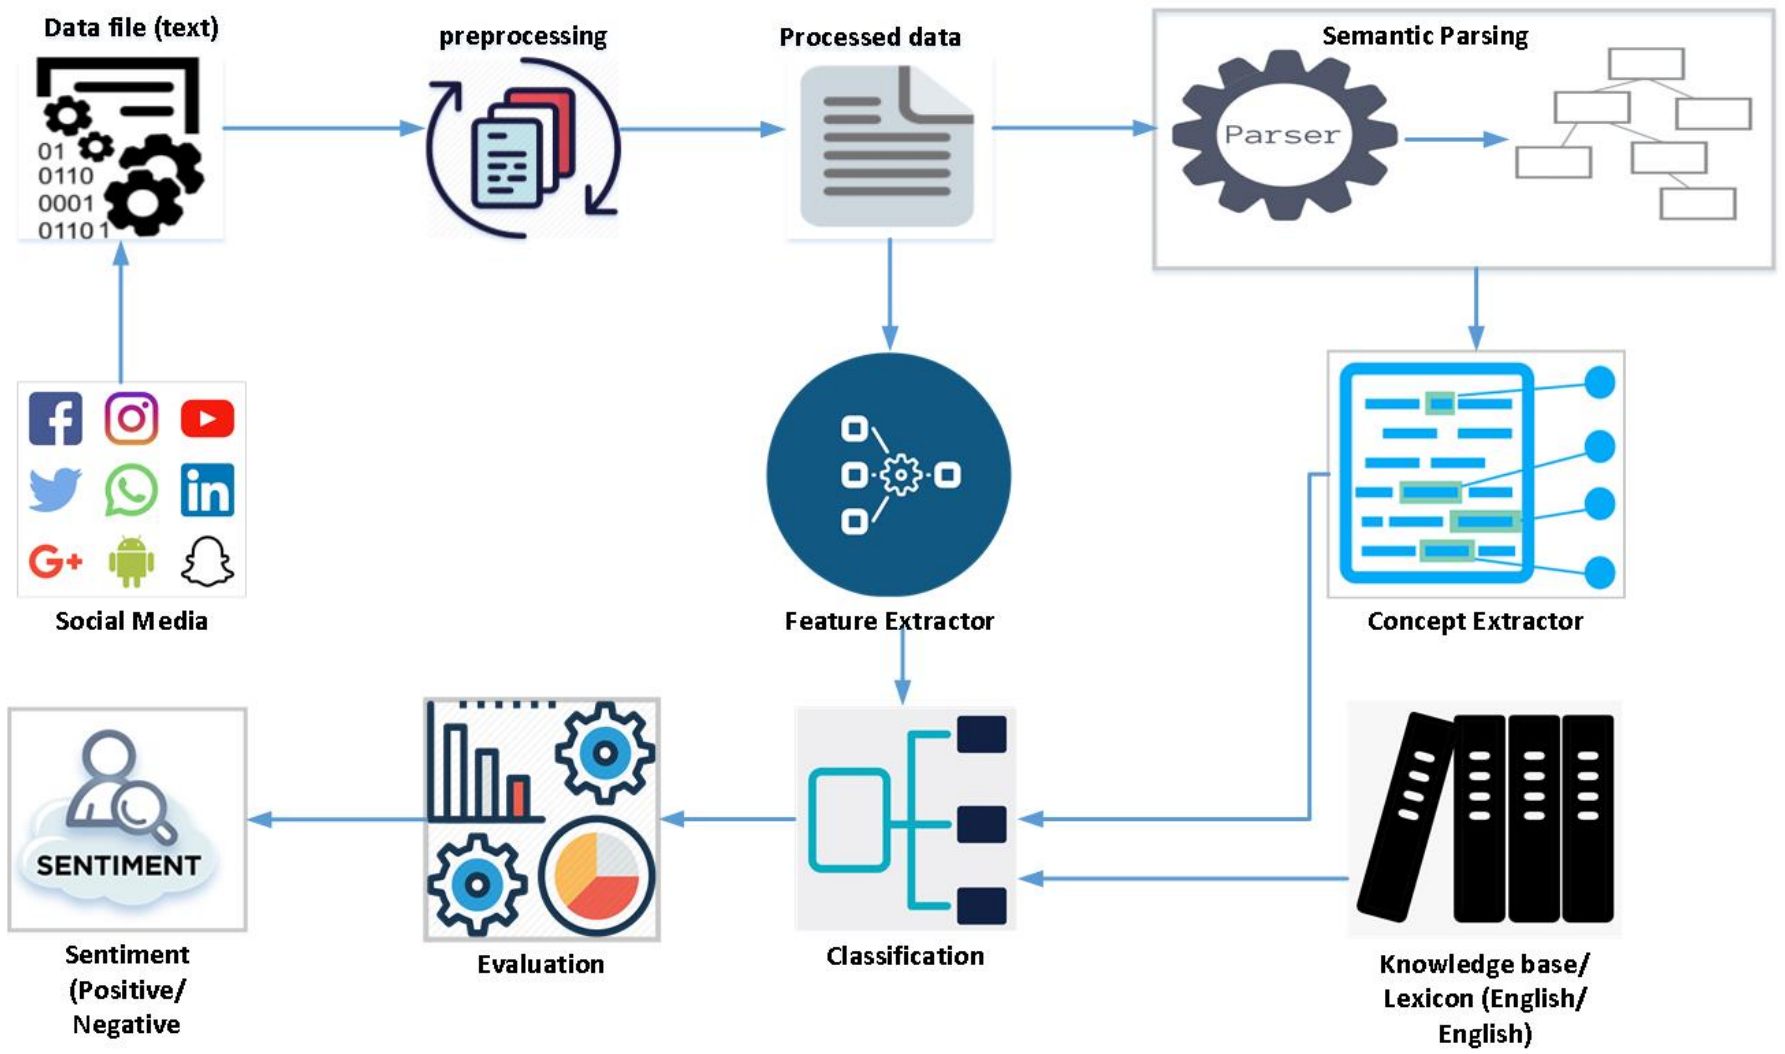 Data file (text)
preprocessing
Processed data
Semantic Parsing
Parser
01
0110
0001
01101
f
in
G+
Social Media
Feature Extractor
Concept Extractor
SENTIMENT
Sentiment
(Positive/
Negative
Evaluation
Classification
Knowledge base/
Lexicon (English/
English)